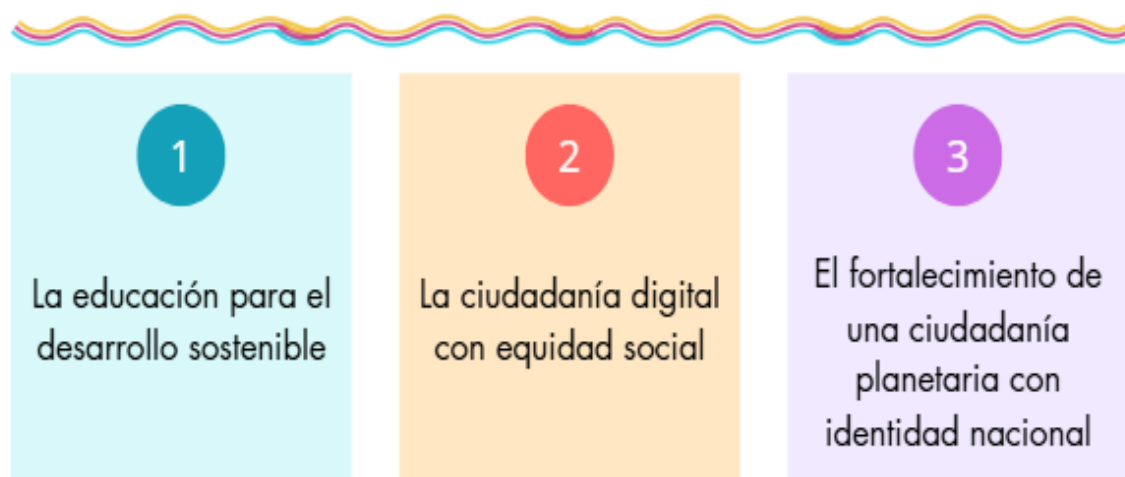 1
La educación para el
desarrollo sostenible
2
La ciudadanía digital
con equidad social
3
El fortalecimiento de
una ciudadanía
planetaria con
identidad nacional